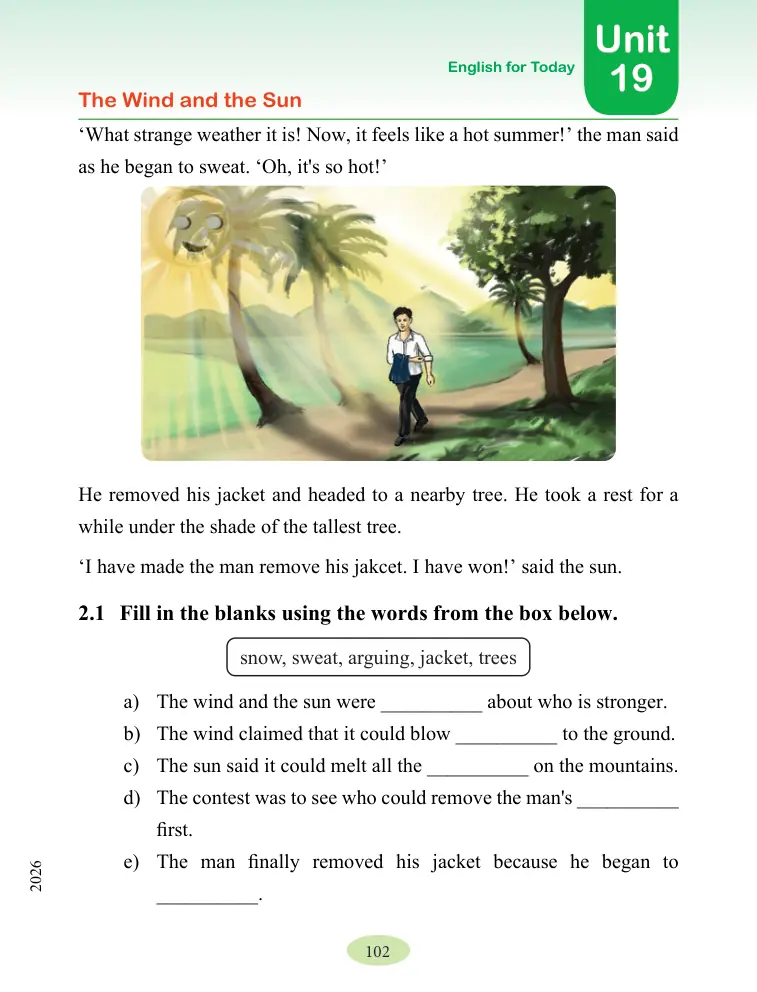 Unit
19
English for Today
The Wind and the Sun
‘What strange weather it is! Now, it feels like a hot summer!’ the man said
as he began to sweat. ‘Oh, it's so hot!’
He removed his jacket and headed to a nearby tree. He took a rest for a
while under the shade of the tallest tree.
‘I have made the man remove his jakcet. I have won!’ said the sun.
2.1 Fill in the blanks using the words from the box below.
snow, sweat, arguing, jacket, trees
a) The wind and the sun were __________ about who is stronger.
b) The wind claimed that it could blow __________ to the ground.
c) The sun said it could melt all the __________ on the mountains.
d) The contest was to see who could remove the man's __________
first.
e) The man finally removed his jacket because he began to
__________.
2026
102